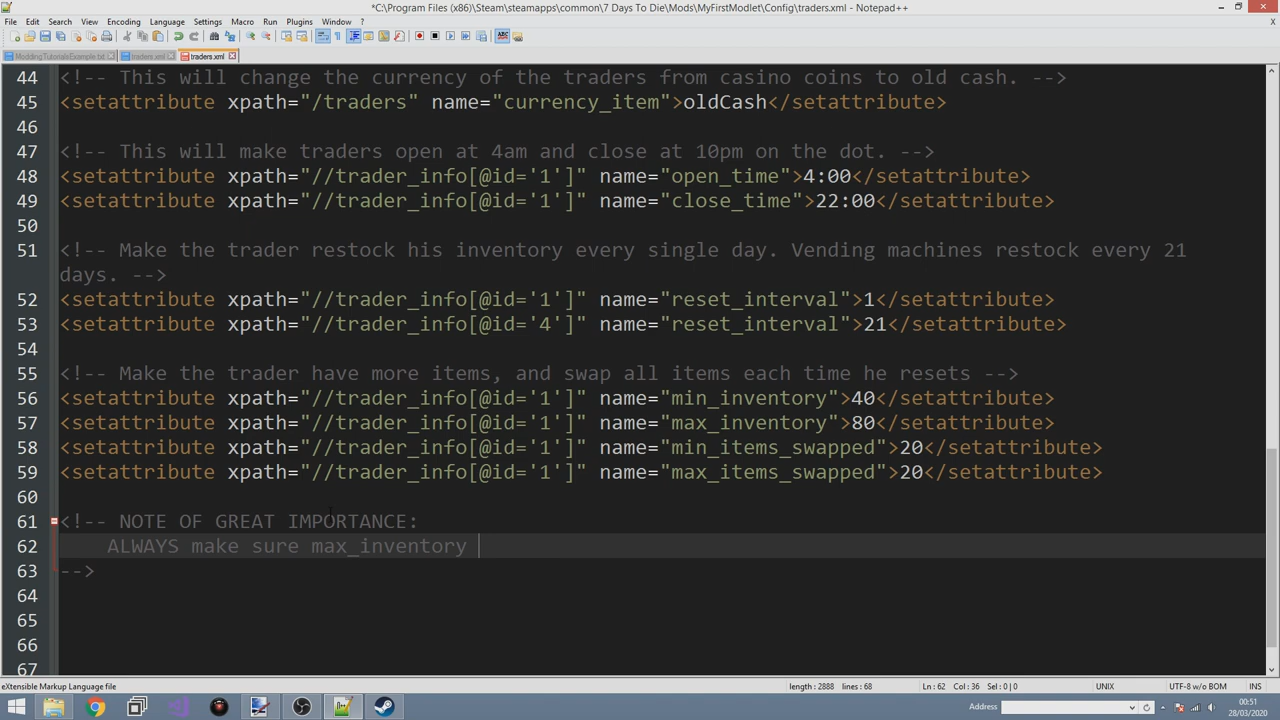 *C:\Program Files (x86)\Steam\steamapps\common\7 Days To Die\Mods\MyFirstModlet\Config\traders.xml - Notepad++
File Edit Search View Encoding Language Settings Macro Run Plugins Window ?
ModdingTutorialsExample.txt traders.xml traders.xml
44 <!-- This will change the currency of the traders from casino coins to old cash. -->
45 <setattribute xpath="/traders" name="currency_item">oldCash</setattribute>
46
47 <!-- This will make traders open at 4am and close at 10pm on the dot. -->
48 <setattribute xpath="//trader_info[@id='1']" name="open_time">4:00</setattribute>
49 <setattribute xpath="//trader_info[@id='1']" name="close_time">22:00</setattribute>
50
51 <!-- Make the trader restock his inventory every single day. Vending machines restock every 21
days. -->
52 <setattribute xpath="//trader_info[@id='1']" name="reset_interval">1</setattribute>
53 <setattribute xpath="//trader_info[@id='4']" name="reset_interval">21</setattribute>
54
55 <!-- Make the trader have more items, and swap all items each time he resets -->
56 <setattribute xpath="//trader_info[@id='1']" name="min_inventory">40</setattribute>
57 <setattribute xpath="//trader_info[@id='1']" name="max_inventory">80</setattribute>
58 <setattribute xpath="//trader_info[@id='1']" name="min_items_swapped">20</setattribute>
59 <setattribute xpath="//trader_info[@id='1']" name="max_items_swapped">20</setattribute>
60
61 <!-- NOTE OF GREAT IMPORTANCE:
62 ALWAYS make sure max_inventory
63 -->
64
65
66
67
eXtensible Markup Language file length : 2888 lines : 68 Ln : 62 Col : 36 Sel : 0 | 0 UNIX UTF-8 w/o BOM INS
Address 00:51
28/03/2020